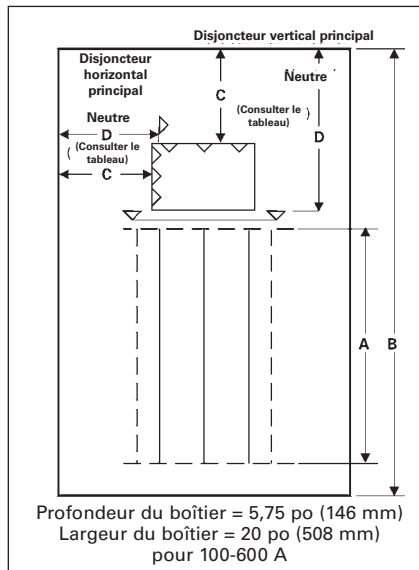 Disjoncteur vertical principal
Disjoncteur
horizontal
principal
Neutre
C
(Consulter le
tableau)
D
Neutre
D
(Consulter le
tableau)
C
A
B
Profondeur du boîtier = 5,75 po (146 mm)
Largeur du boîtier = 20 po (508 mm)
pour 100-600 A